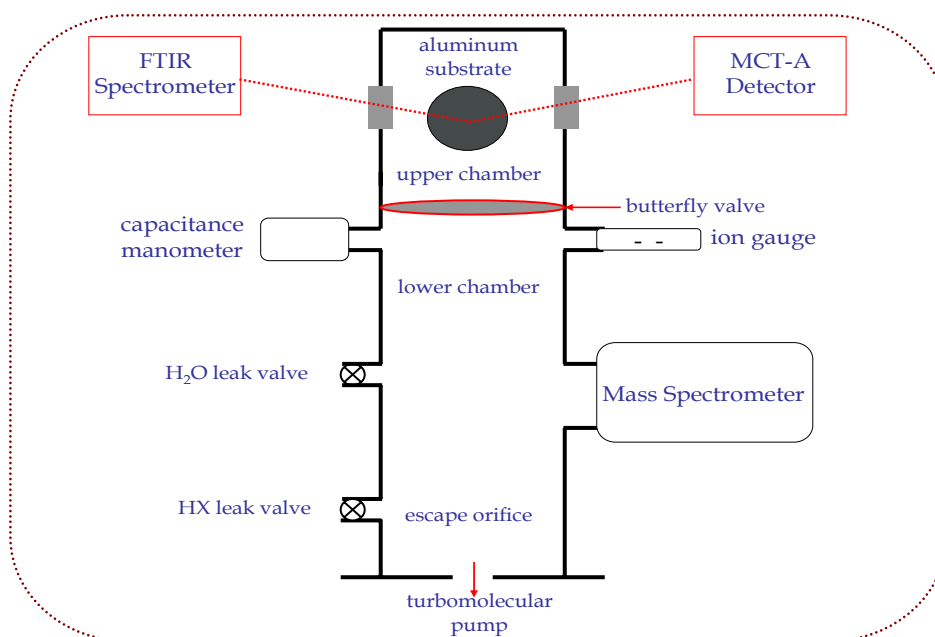 FTIR
Spectrometer
aluminum
substrate
MCT-A
Detector
upper chamber
butterfly valve
capacitance
manometer
ion gauge
lower chamber
H₂O leak valve
Mass Spectrometer
HX leak valve
escape orifice
turbomolecular
pump